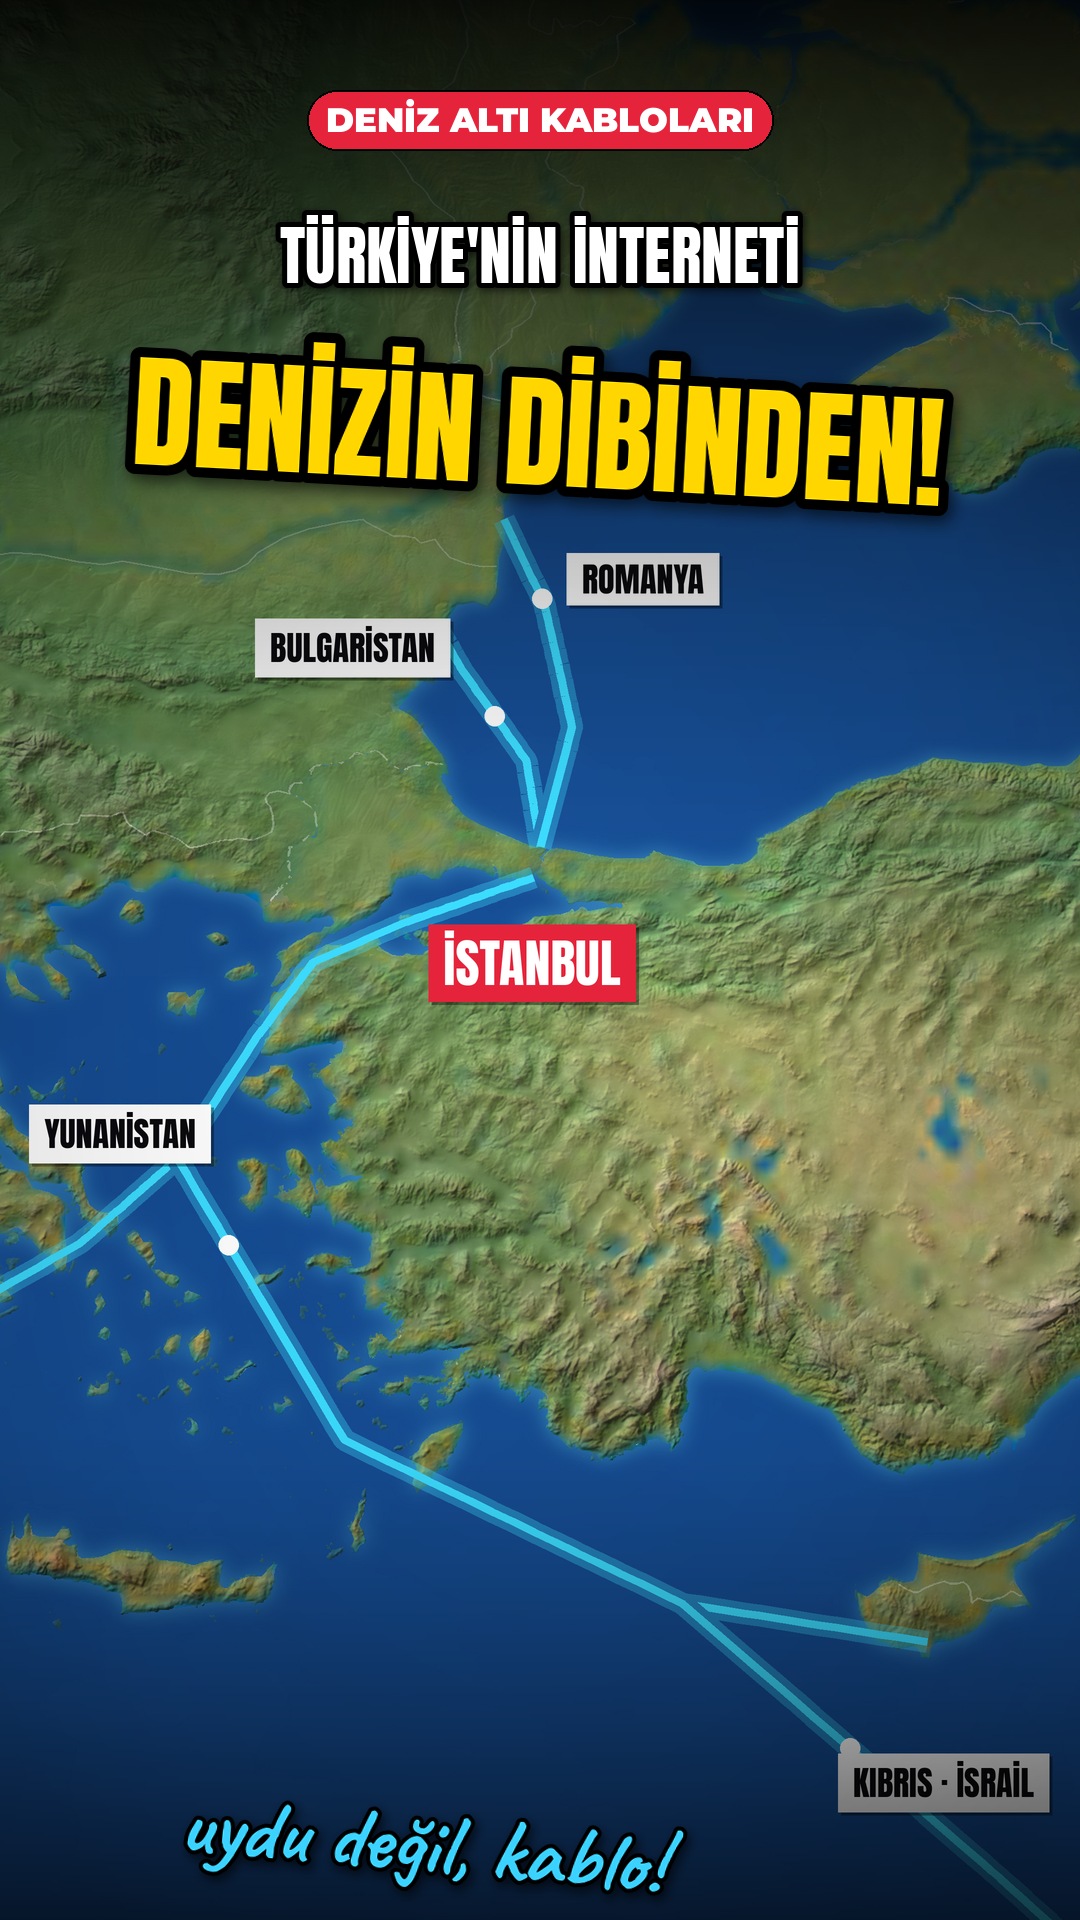 DENİZ ALTI KABLOLARI
TÜRKİYE'NİN İNTERNETİ
DENİZİN DİBİNDEN!
ROMANYA
BULGARİSTAN
İSTANBUL
YUNANİSTAN
KIBRIS · İSRAİL
uydu değil, kablo!